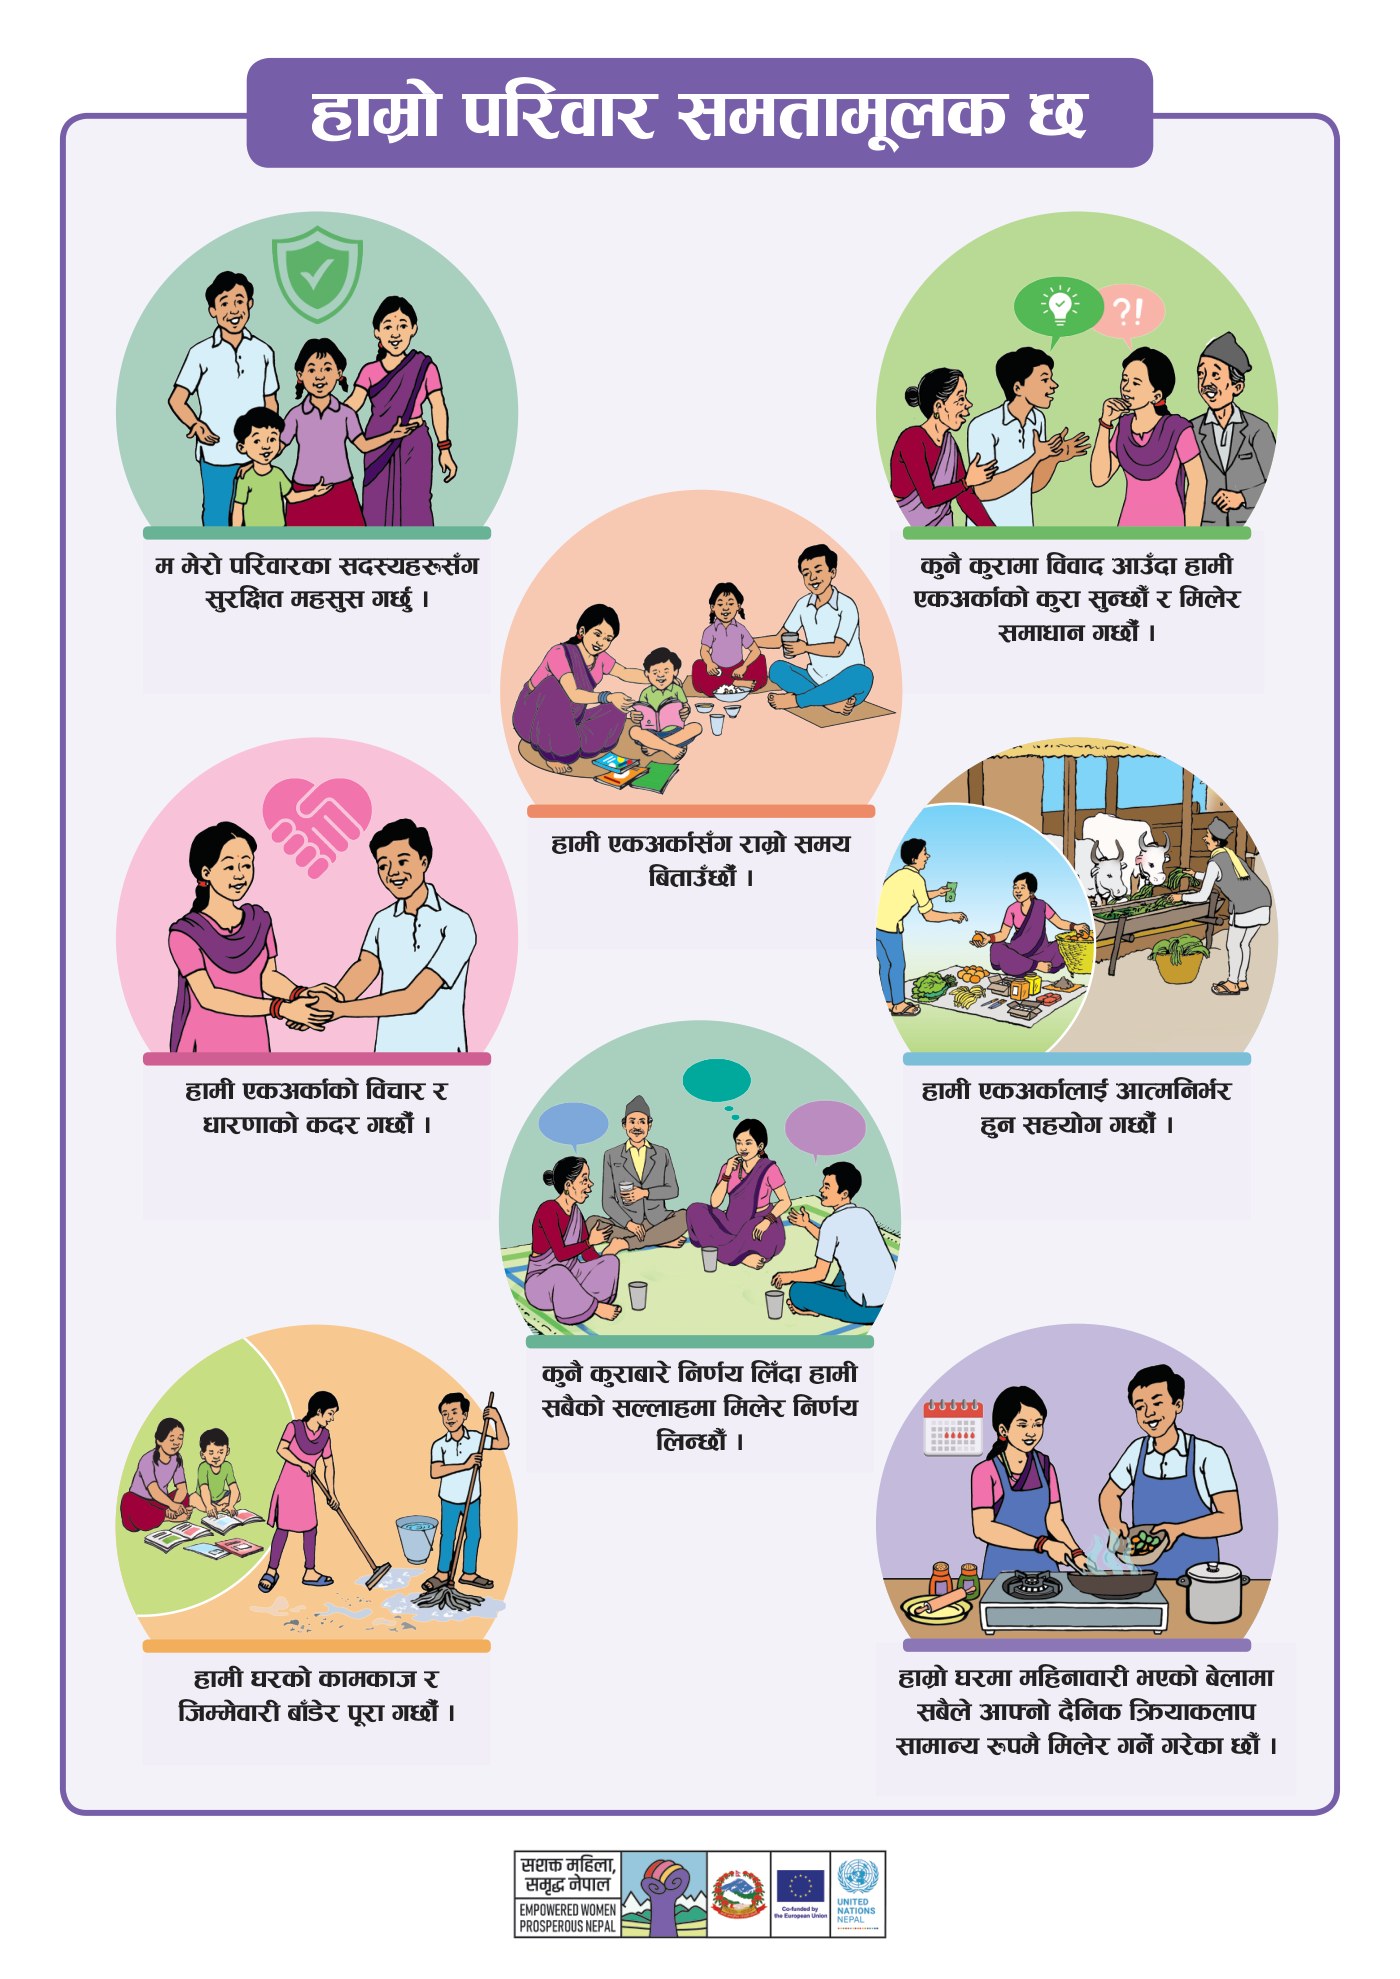 हाम्रो परिवार समतामूलक छ
?!
म मेरो परिवारका सदस्यहरूसँग
सुरक्षित महसुस गर्छु ।
कुनै कुरामा विवाद आउँदा हामी
एकअर्काको कुरा सुन्छौँ र मिलेर
समाधान गर्छौँ ।
हामी एकअर्कासँग राम्रो समय
बिताउँछौँ ।
हामी एकअर्काको विचार र
धारणाको कदर गर्छौँ ।
हामी एकअर्कालाई आत्मनिर्भर
हुन सहयोग गर्छौँ ।
कुनै कुराबारे निर्णय लिँदा हामी
सबैको सल्लाहमा मिलेर निर्णय
लिन्छौँ ।
हामी घरको कामकाज र
जिम्मेवारी बाँडेर पूरा गर्छौँ ।
हाम्रो घरमा महिनावारी भएको बेलामा
सबैले आफ्नो दैनिक क्रियाकलाप
सामान्य रुपमै मिलेर गर्ने गरेका छौँ ।
सशक्त महिला,
समृद्ध नेपाल
EMPOWERED WOMEN
PROSPEROUS NEPAL
Co-funded by
the European Union
UNITED
NATIONS
NEPAL